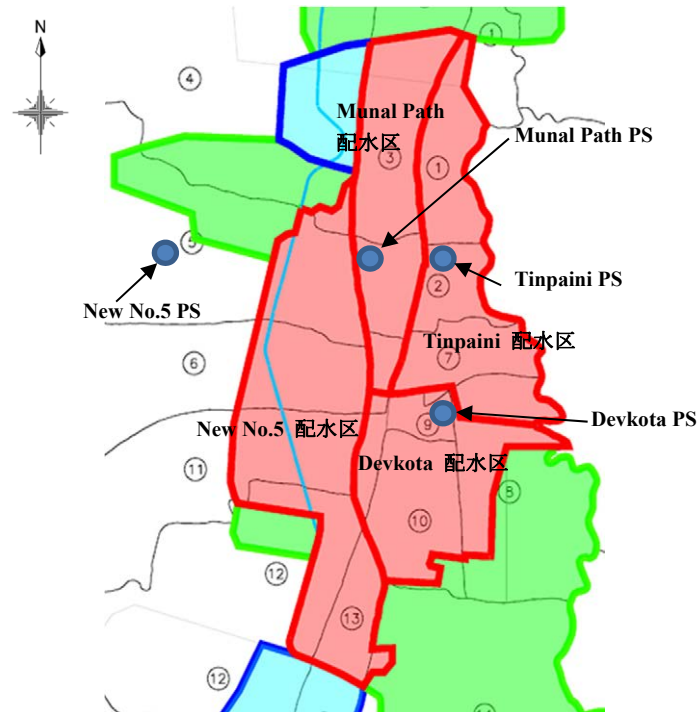 N
1
4
Munal Path
配水区
3
1
Munal Path PS
5
2
Tinpaini PS
New No.5 PS
Tinpaini 配水区
7
6
9
Devkota PS
New No.5 配水区
Devkota 配水区
11
8
10
12
13
12